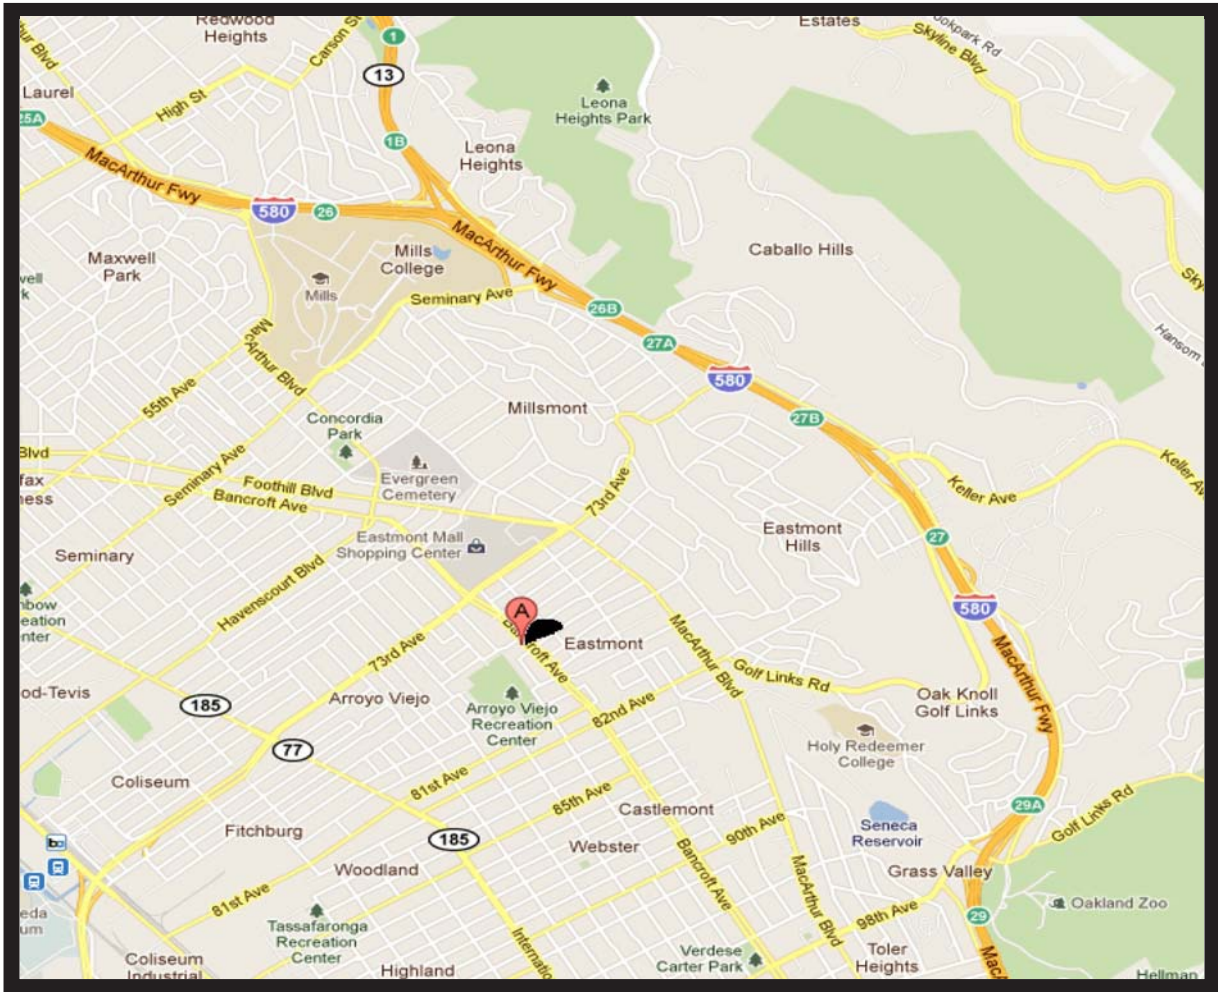 Redwood
Heights
Carson St
1
13
Estates
Skyline Blvd
Laurel
High St
25A
Leona
Heights Park
1B
Leona
Heights
MacArthur Fwy
580
26
MacArthur Fwy
Maxwell
Park
Mills
College
Mills
Seminary Ave
Caballo Hills
26B
27A
580
27B
MacArthur Blvd
55th Ave
Concordia
Park
Millsmont
Blvd
Seminary Ave
Foothill Blvd
Bancroft Ave
Evergreen
Cemetery
73rd Ave
Keller Ave
Eastmont Mall
Shopping Center
Eastmont
Hills
27
Seminary
Havenscourt Blvd
580
A
Eastmont
MacArthur Blvd
MacArthur Fwy
73rd Ave
Golf Links Rd
Arroyo Viejo
185
Arroyo Viejo
Recreation
Center
82nd Ave
Oak Knoll
Golf Links
77
Holy Redeemer
College
Coliseum
81st Ave
85th Ave
Castlemont
29A
Golf Links Rd
Fitchburg
185
Webster
90th Ave
Seneca
Reservoir
Woodland
Bancroft Ave
MacArthur Blvd
Grass Valley
81st Ave
98th Ave
29
Oakland Zoo
Tassafaronga
Recreation
Center
Verdese
Carter Park
Toler
Heights
Coliseum
Industrial
Highland